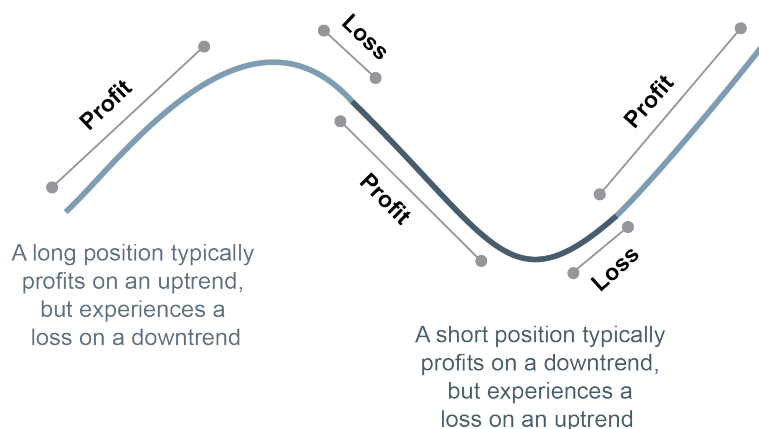 Profit
Loss
Profit
Profit
Loss
A long position typically
profits on an uptrend,
but experiences a
loss on a downtrend
A short position typically
profits on a downtrend,
but experiences a
loss on an uptrend